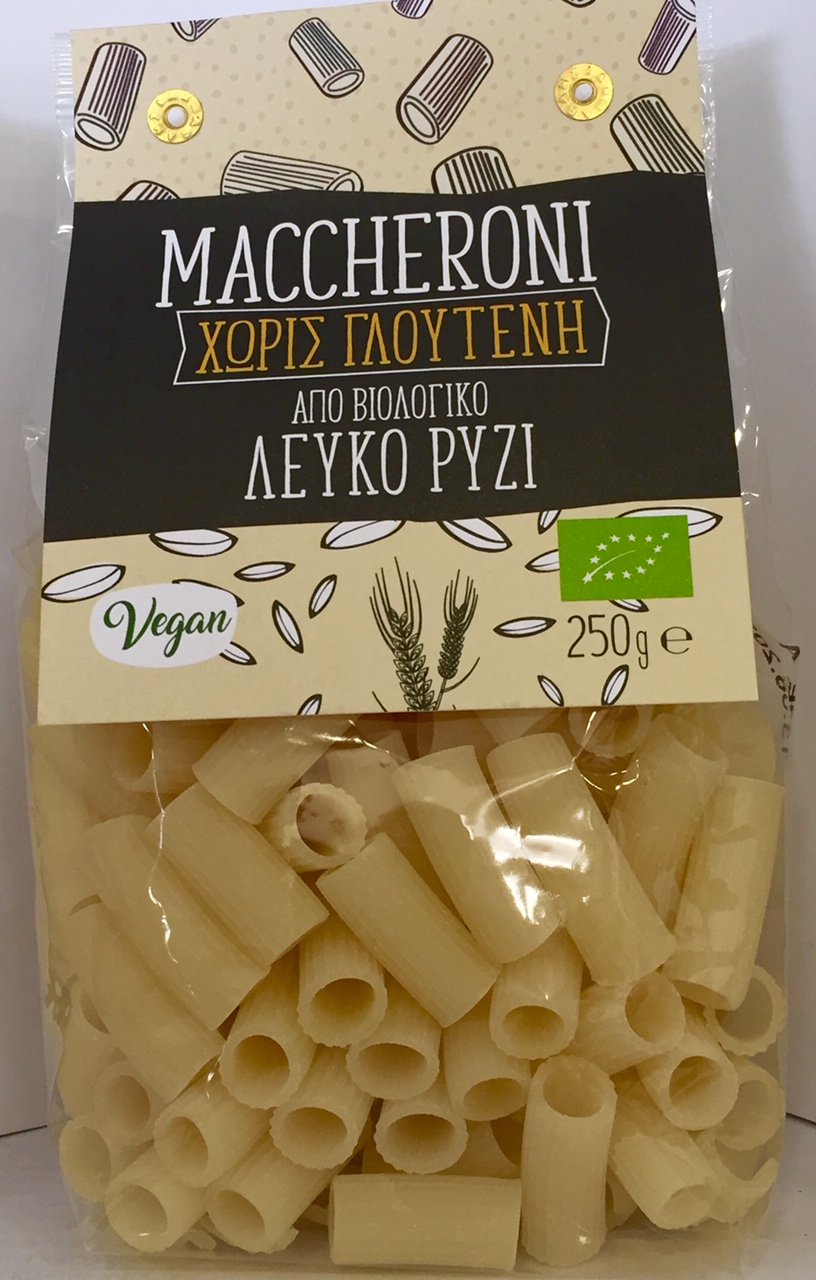 MACCHERONI
ΧΩΡΙΣ ΓΛΟΥΤΕΝΗ
ΑΠΟ ΒΙΟΛΟΓΙΚΟ
ΛΕΥΚΟ ΡΥΖΙ
Vegan
250g e